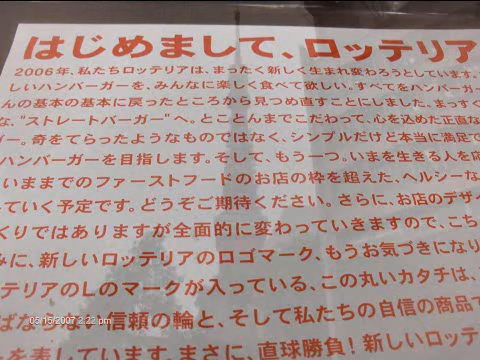 はじめまして、ロッテリア
2006年、私たちロッテリアは、まったく新しく生まれ変わろうとしています。
しいハンバーガーを、みんなに楽しく食べて欲しい。すべてをハンバーガー
んの基本の基本に戻ったところから見つめ直すことにしました。まっすぐ
な、"ストレートバーガー"へ。とことんまでこだわって、心を込めた正直な
ー。奇をてらったようなものではなく、シンプルだけど本当に満足で
ハンバーガーを目指します。そして、もう一つ。いまを生きる人を応
いままでのファーストフードのお店の枠を超えた、ヘルシーな
ていく予定です。どうぞご期待ください。さらに、お店のデザイ
くりではありますが全面的に変わっていきますので、こち
みに、新しいロッテリアのロゴマーク、もうお気づきになり
テリアのLのマークが入っている、この丸いカタチは、
ばなら 信頼の輪と、そして私たちの自信の商品で
を表しています。まさに、直球勝負！新しいロッテ
05/15/2007 2:22 pm